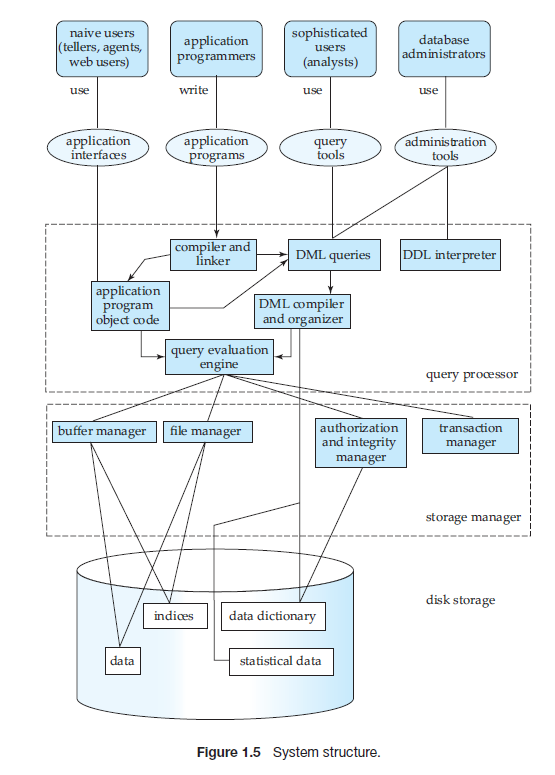 naive users
(tellers, agents,
web users)
application
programmers
sophisticated
users
(analysts)
database
administrators
use
write
use
use
application
interfaces
application
programs
query
tools
administration
tools
compiler and
linker
DML queries
DDL interpreter
application
program
object code
DML compiler
and organizer
query evaluation
engine
query processor
buffer manager
file manager
authorization
and integrity
manager
transaction
manager
storage manager
disk storage
indices
data dictionary
data
statistical data
Figure 1.5 System structure.